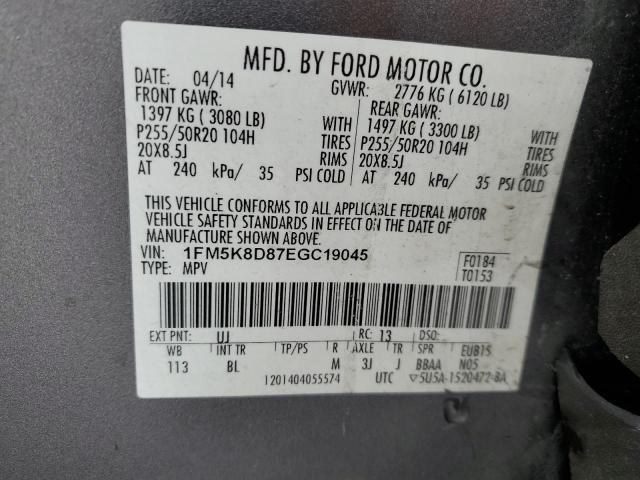 MFD. BY FORD MOTOR CO.
DATE: 04/14 GVWR: 2776 KG ( 6120 LB)
FRONT GAWR: REAR GAWR:
1397 KG ( 3080 LB) WITH 1497 KG ( 3300 LB) WITH
P255/50R20 104H TIRES P255/50R20 104H TIRES
20X8.5J RIMS 20X8.5J RIMS
AT 240 kPa/ 35 PSI COLD AT 240 kPa/ 35 PSI COLD
THIS VEHICLE CONFORMS TO ALL APPLICABLE FEDERAL MOTOR
VEHICLE SAFETY STANDARDS IN EFFECT ON THE DATE OF
MANUFACTURE SHOWN ABOVE.
VIN: 1FM5K8D87EGC19045 F0184
TYPE: MPV T0153
EXT PNT: UJ RC: 13 DSO:
WB INT TR TP/PS R AXLE TR SPR EUB15
113 BL M 3J J BBAA N05
1201404055574 UTC ▽5U5A-1520472-BA